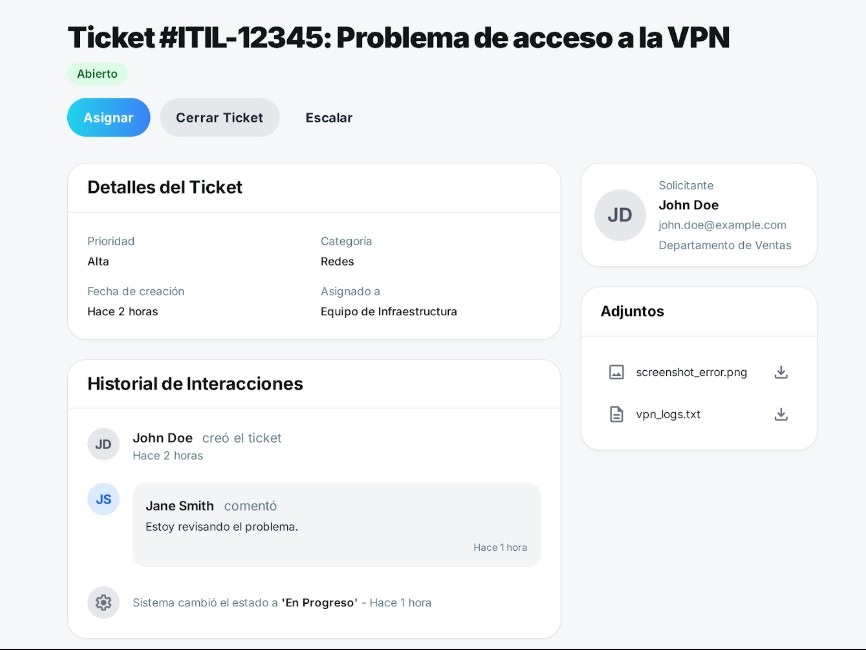 Ticket #ITIL-12345: Problema de acceso a la VPN
Abierto
Asignar
Cerrar Ticket
Escalar
Detalles del Ticket
Prioridad
Alta
Categoría
Redes
Fecha de creación
Hace 2 horas
Asignado a
Equipo de Infraestructura
Historial de Interacciones
JD
John Doe creó el ticket
Hace 2 horas
JS
Jane Smith comentó
Estoy revisando el problema.
Hace 1 hora
Sistema cambió el estado a 'En Progreso' - Hace 1 hora
JD
Solicitante
John Doe
john.doe@example.com
Departamento de Ventas
Adjuntos
screenshot_error.png
vpn_logs.txt